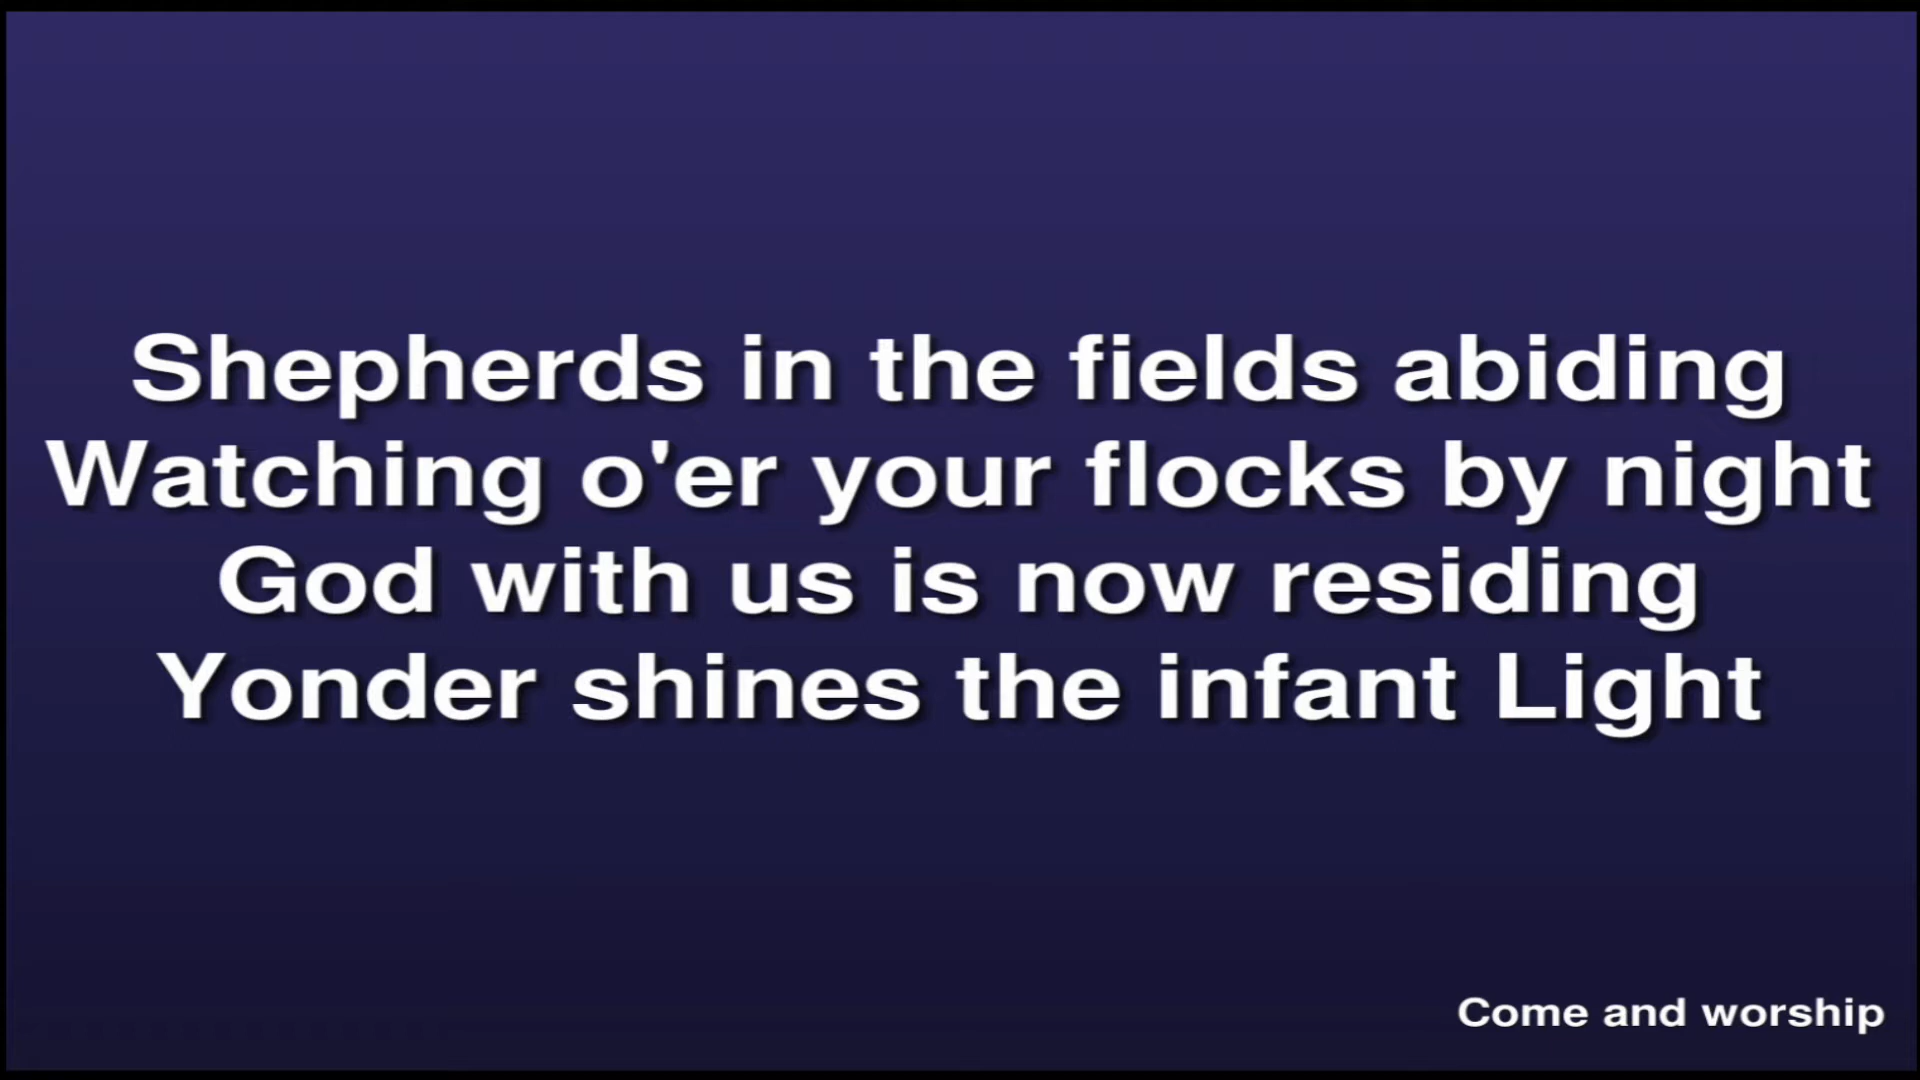 Shepherds in the fields abiding
Watching o'er your flocks by night
God with us is now residing
Yonder shines the infant Light
Come and worship